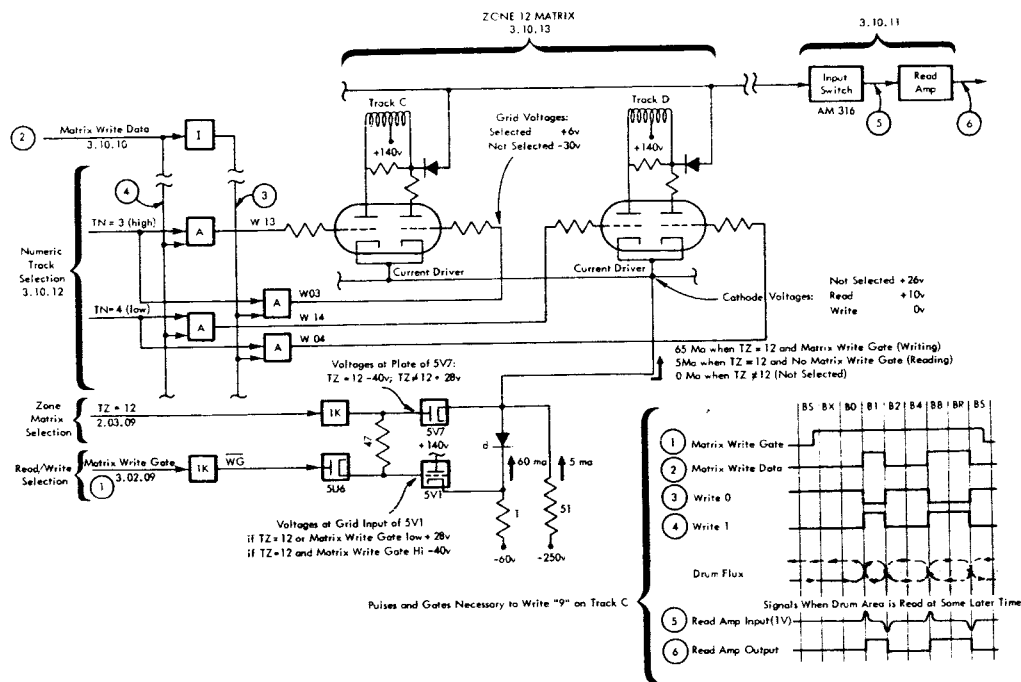 ZCNE 12 MATRIX
3.10.13
3.10.11
Input
Switch
AM 316
Read
Amp
5
6
Track C
+140v
Track D
+140v
Grid Voltages:
Selected +6v
Not Selected -30v
2
Matrix Write Data
3.10.10
I
4
3
TN = 3 (high)
A
W 13
Numeric
Track
Selection
3.10.12
Current Driver
Current Driver
A
W03
TN=4 (low)
A
W 14
A
W 04
Cathode Voltages:
Not Selected +26v
Read +10v
Write 0v
65 Ma when TZ = 12 and Matrix Write Gate (Writing)
5Ma when TZ = 12 and No Matrix Write Gate (Reading)
0 Ma when TZ ≠ 12 (Not Selected)
Voltages at Plate of 5V7:
TZ = 12 -40v; TZ≠12 + 28v
Zone
Matrix
Selection
TZ = 12
2.03.09
1K
5V7
47
+140v
d
Read/Write
Selection
Matrix Write Gate
1
3.02.09
1K
WG
5U6
5V1
60 ma
5 ma
1
51
-60v
-250v
Voltages at Grid Input of 5V1
if TZ = 12 or Matrix Write Gate low + 28v
if TZ=12 and Matrix Write Gate Hi -40v
Pulses and Gates Necessary to Write "9" on Track C
BS BX B0 B1 B2 B4 B8 BR BS
1 Matrix Write Gate
2 Matrix Write Data
3 Write 0
4 Write 1
Drum Flux
Signals When Drum Area is Read at Some Later Time
5 Read Amp Input(1V)
6 Read Amp Output